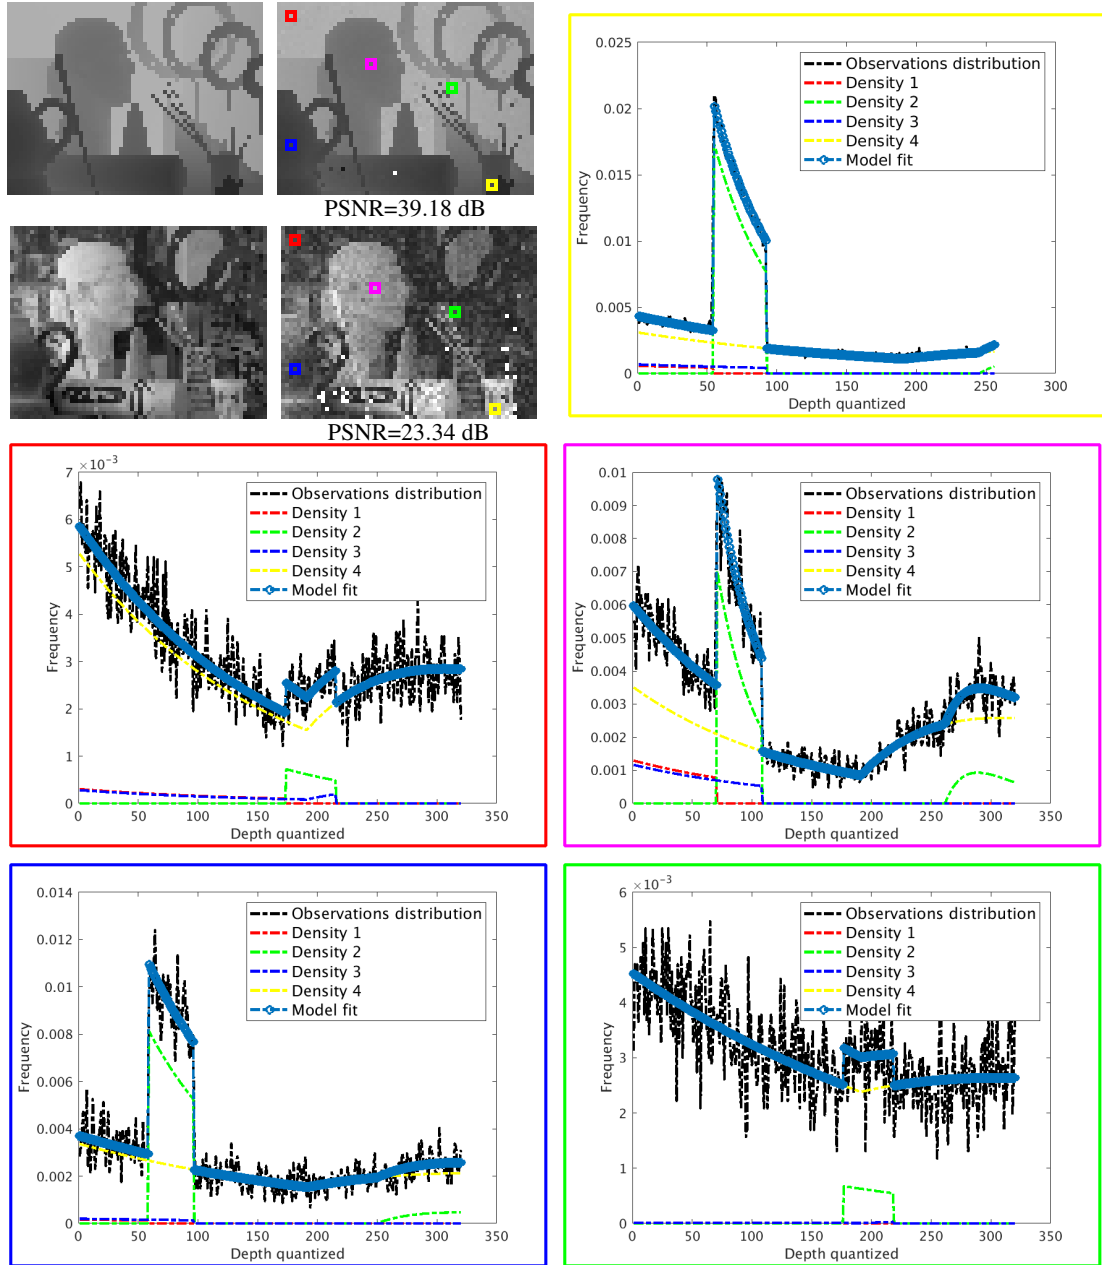 PSNR=39.18 dB
PSNR=23.34 dB
0.025
0.02
0.015
0.01
0.005
0
Frequency
Observations distribution
Density 1
Density 2
Density 3
Density 4
Model fit
0 50 100 150 200 250 300
Depth quantized
×10⁻³
7
6
5
4
3
2
1
0
Frequency
Observations distribution
Density 1
Density 2
Density 3
Density 4
Model fit
0 50 100 150 200 250 300 350
Depth quantized
0.01
0.009
0.008
0.007
0.006
0.005
0.004
0.003
0.002
0.001
0
Frequency
Observations distribution
Density 1
Density 2
Density 3
Density 4
Model fit
0 50 100 150 200 250 300 350
Depth quantized
0.014
0.012
0.01
0.008
0.006
0.004
0.002
0
Frequency
Observations distribution
Density 1
Density 2
Density 3
Density 4
Model fit
0 50 100 150 200 250 300 350
Depth quantized
×10⁻³
6
5
4
3
2
1
0
Frequency
Observations distribution
Density 1
Density 2
Density 3
Density 4
Model fit
0 50 100 150 200 250 300 350
Depth quantized